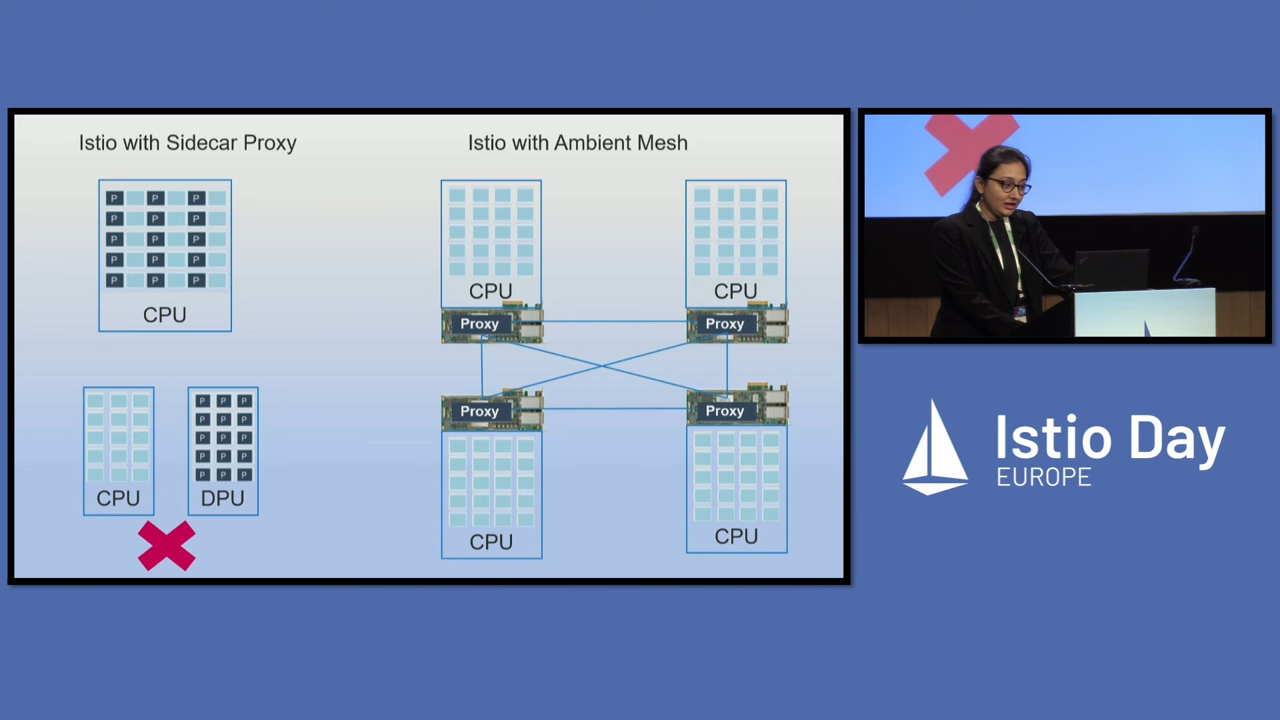 Istio with Sidecar Proxy
P P P
P P P
P P P
P P P
P P P
CPU
P P P
P P P
P P P
P P P
P P P
CPU DPU
Istio with Ambient Mesh
CPU CPU
Proxy Proxy
Proxy Proxy
CPU CPU
Istio Day
EUROPE